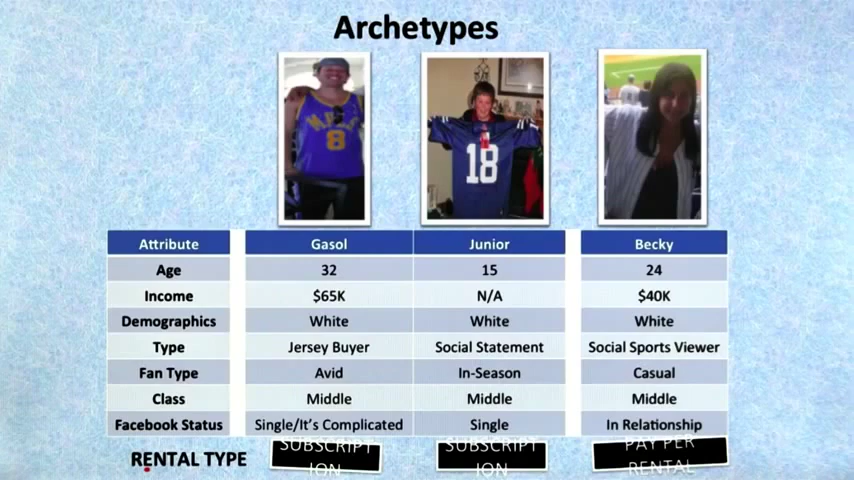 Archetypes
8
18
Attribute Gasol Junior Becky
Age 32 15 24
Income $65K N/A $40K
Demographics White White White
Type Jersey Buyer Social Statement Social Sports Viewer
Fan Type Avid In-Season Casual
Class Middle Middle Middle
Facebook Status Single/It's Complicated Single In Relationship
RENTAL TYPE SUBSCRIPT SUBSCRIPT PAY PER
ION ION RENTAL